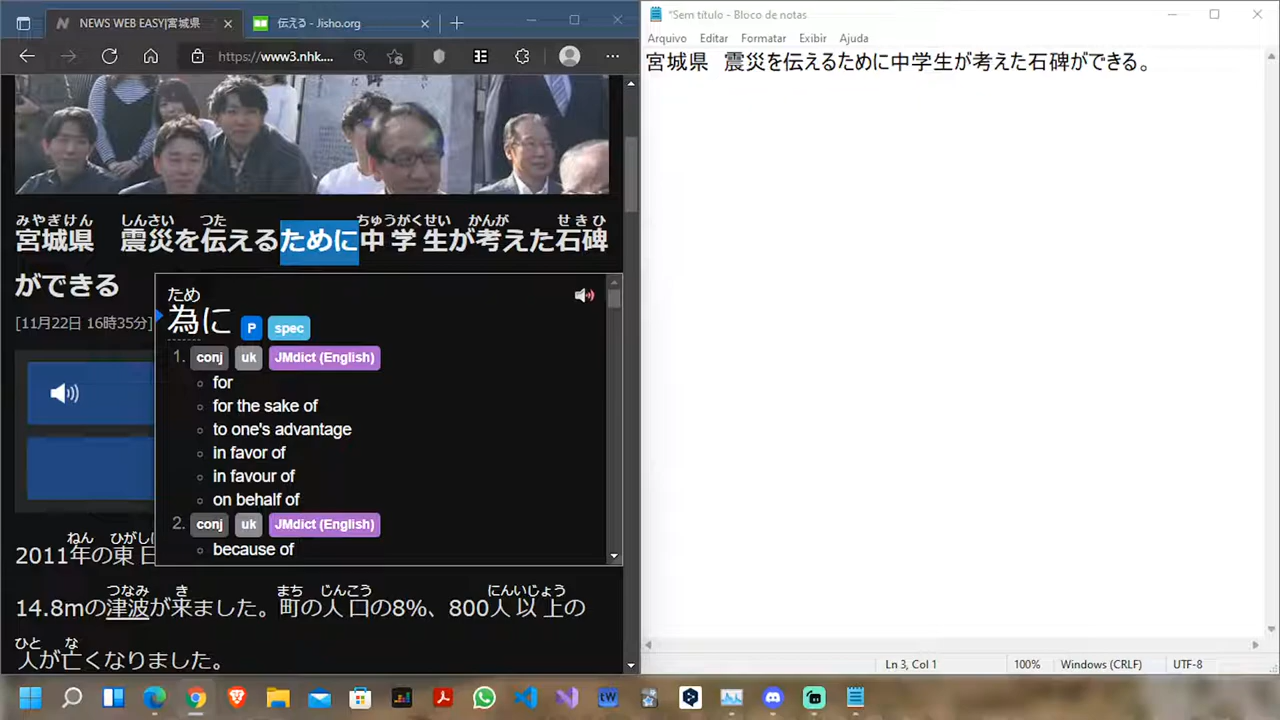 NEWS WEB EASY|宮城県
伝える - Jisho.org
https://www3.nhk....
みやぎけん しんさい つた ちゅうがくせい かんが せきひ
宮城県 震災を伝えるために中学生が考えた石碑
ができる
[11月22日 16時35分]
ため
為に P spec
1. conj uk JMdict (English)
for
for the sake of
to one's advantage
in favor of
in favour of
on behalf of
2. conj uk JMdict (English)
because of
ねん
2011年の東日
つなみ き まち じんこう にんいじょう
14.8mの津波が来ました。町の人口の8%、800人以上の
ひと な
人が亡くなりました。
*Sem título - Bloco de notas
Arquivo Editar Formatar Exibir Ajuda
宮城県 震災を伝えるために中学生が考えた石碑ができる。
Ln 3, Col 1 100% Windows (CRLF) UTF-8